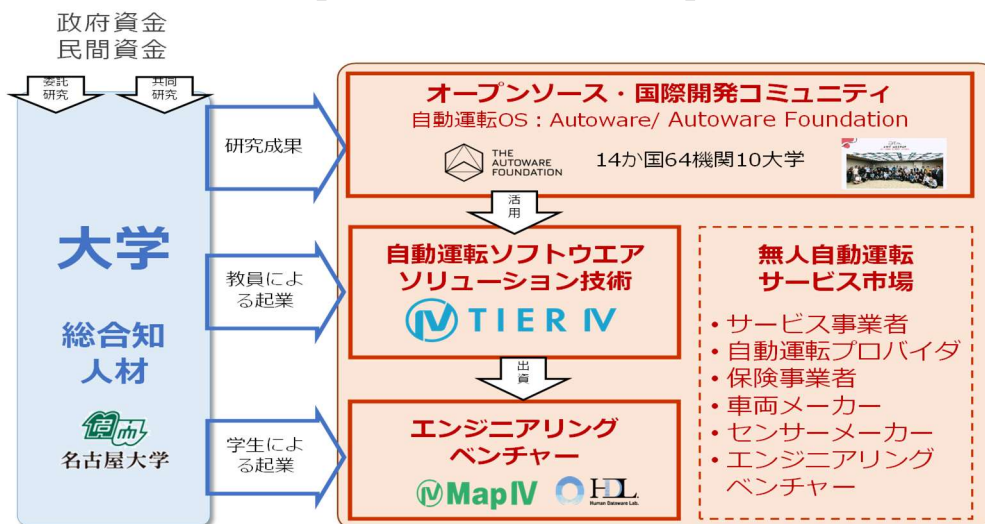 政府資金
民間資金
委託
研究
共同
研究
大学
総合知
人材
名古屋大学
研究成果
教員によ
る起業
学生によ
る起業
オープンソース・国際開発コミュニティ
自動運転OS：Autoware/ Autoware Foundation
THE
AUTOWARE
FOUNDATION
14か国64機関10大学
活
用
自動運転ソフトウエア
ソリューション技術
TIER IV
出
資
エンジニアリング
ベンチャー
MapIV
HDL.
Human Dataware Lab.
無人自動運転
サービス市場
・サービス事業者
・自動運転プロバイダ
・保険事業者
・車両メーカー
・センサーメーカー
・エンジニアリング
ベンチャー